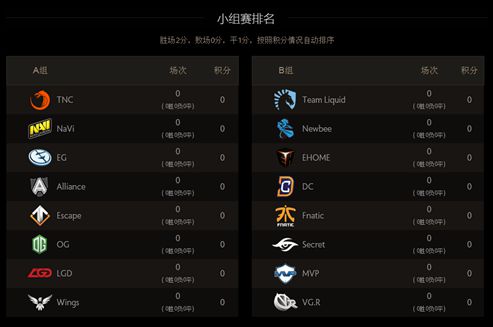 小组赛排名
胜场2分，败场0分，平1分，按照积分情况自动排序
A组 场次 积分
TNC 0 0
( 0胜0负0平)
NAVI NaVi 0 0
( 0胜0负0平)
EG 0 0
( 0胜0负0平)
Alliance 0 0
( 0胜0负0平)
Escape 0 0
( 0胜0负0平)
OG OG 0 0
( 0胜0负0平)
LGD LGD 0 0
( 0胜0负0平)
Wings 0 0
( 0胜0负0平)
B组 场次 积分
Team Liquid 0 0
( 0胜0负0平)
Newbee 0 0
( 0胜0负0平)
EHOME 0 0
( 0胜0负0平)
DC 0 0
( 0胜0负0平)
FNATIC Fnatic 0 0
( 0胜0负0平)
Secret 0 0
( 0胜0负0平)
MVP MVP 0 0
( 0胜0负0平)
VG.R 0 0
( 0胜0负0平)